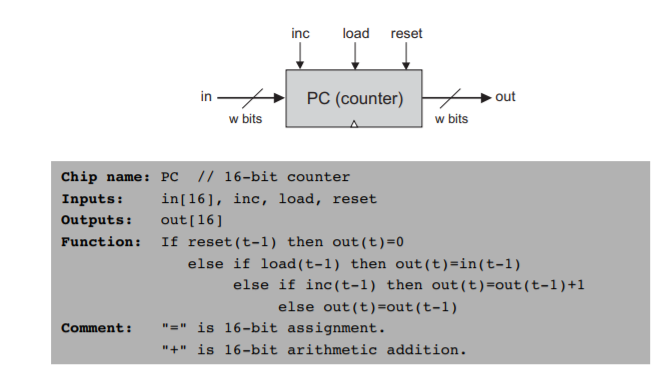 inc load reset
in PC (counter) out
w bits w bits
Chip name: PC // 16-bit counter
Inputs: in[16], inc, load, reset
Outputs: out[16]
Function: If reset(t-1) then out(t)=0
else if load(t-1) then out(t)=in(t-1)
else if inc(t-1) then out(t)=out(t-1)+1
else out(t)=out(t-1)
Comment: "=" is 16-bit assignment.
"+" is 16-bit arithmetic addition.